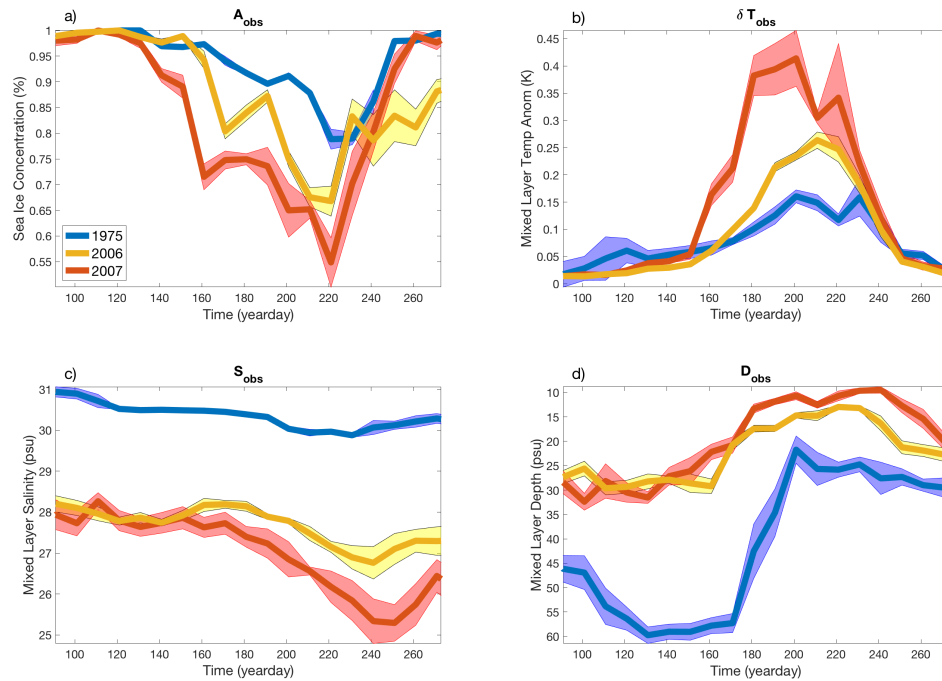 a)
A_obs
Sea Ice Concentration (%)
1
0.95
0.9
0.85
0.8
0.75
0.7
0.65
0.6
0.55
1975
2006
2007
100 120 140 160 180 200 220 240 260
Time (yearday)
b)
δ T_obs
Mixed Layer Temp Anom (K)
0.45
0.4
0.35
0.3
0.25
0.2
0.15
0.1
0.05
0
100 120 140 160 180 200 220 240 260
Time (yearday)
c)
S_obs
Mixed Layer Salinity (psu)
31
30
29
28
27
26
25
100 120 140 160 180 200 220 240 260
Time (yearday)
d)
D_obs
Mixed Layer Depth (psu)
10
15
20
25
30
35
40
45
50
55
60
100 120 140 160 180 200 220 240 260
Time (yearday)